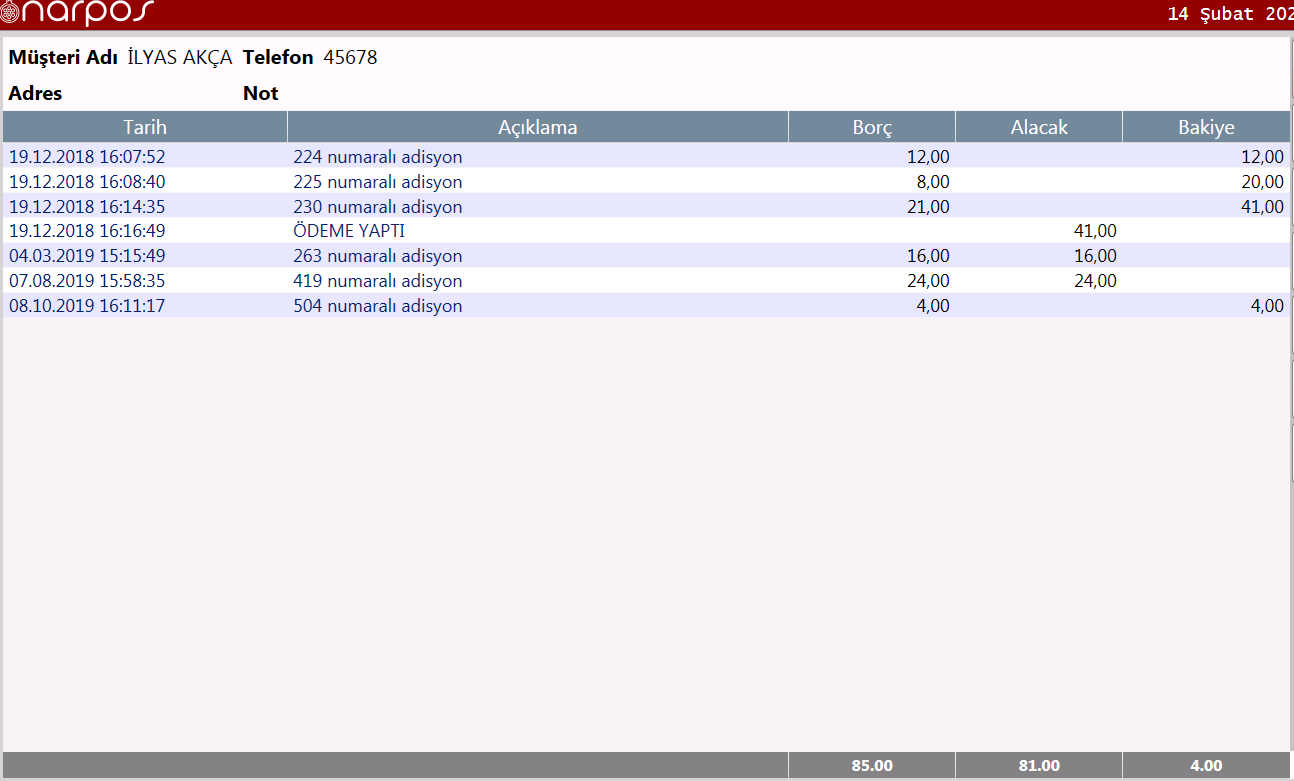 narpos 14 Şubat 202
Müşteri Adı İLYAS AKÇA Telefon 45678
Adres Not
Tarih Açıklama Borç Alacak Bakiye
19.12.2018 16:07:52 224 numaralı adisyon 12,00 12,00
19.12.2018 16:08:40 225 numaralı adisyon 8,00 20,00
19.12.2018 16:14:35 230 numaralı adisyon 21,00 41,00
19.12.2018 16:16:49 ÖDEME YAPTI 41,00
04.03.2019 15:15:49 263 numaralı adisyon 16,00 16,00
07.08.2019 15:58:35 419 numaralı adisyon 24,00 24,00
08.10.2019 16:11:17 504 numaralı adisyon 4,00 4,00
85.00 81.00 4.00